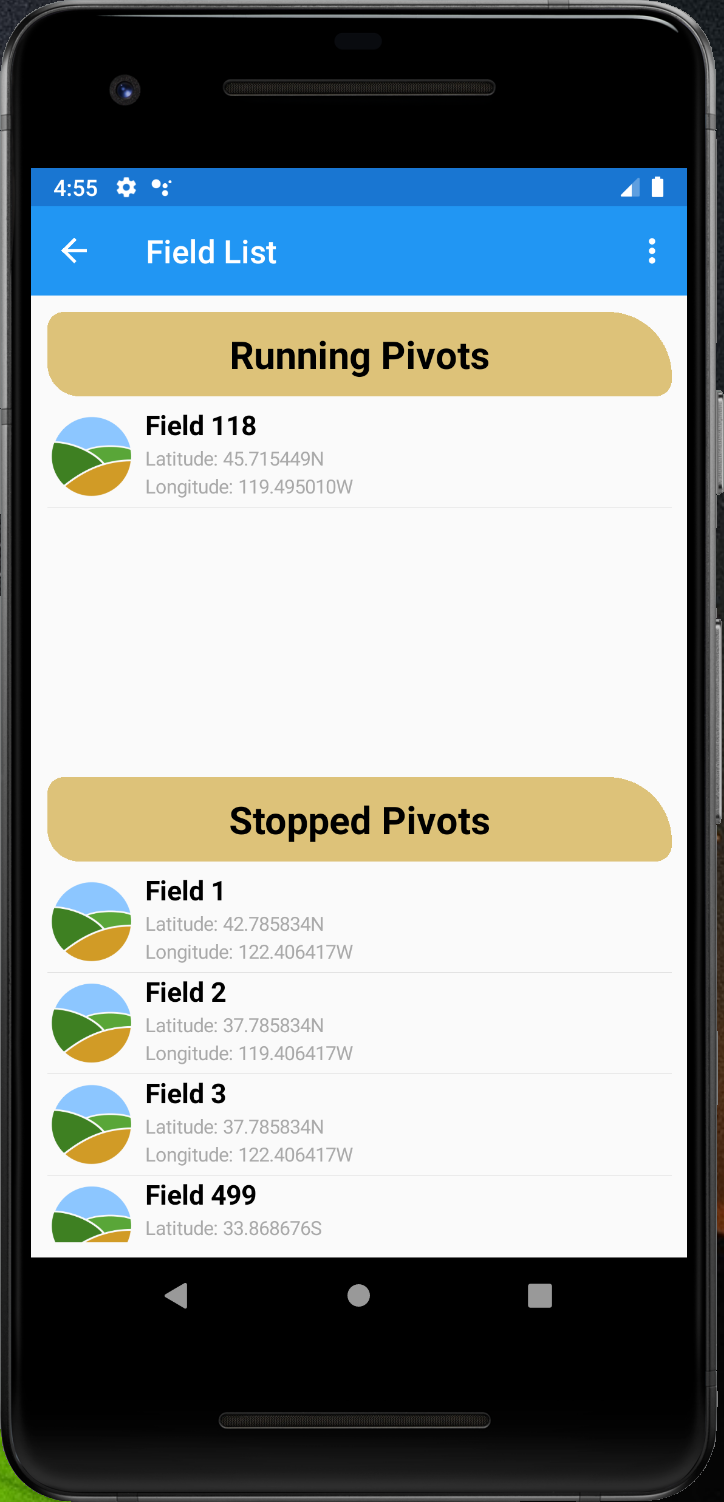 4:55
Field List
Running Pivots
Field 118
Latitude: 45.715449N
Longitude: 119.495010W
Stopped Pivots
Field 1
Latitude: 42.785834N
Longitude: 122.406417W
Field 2
Latitude: 37.785834N
Longitude: 119.406417W
Field 3
Latitude: 37.785834N
Longitude: 122.406417W
Field 499
Latitude: 33.868676S